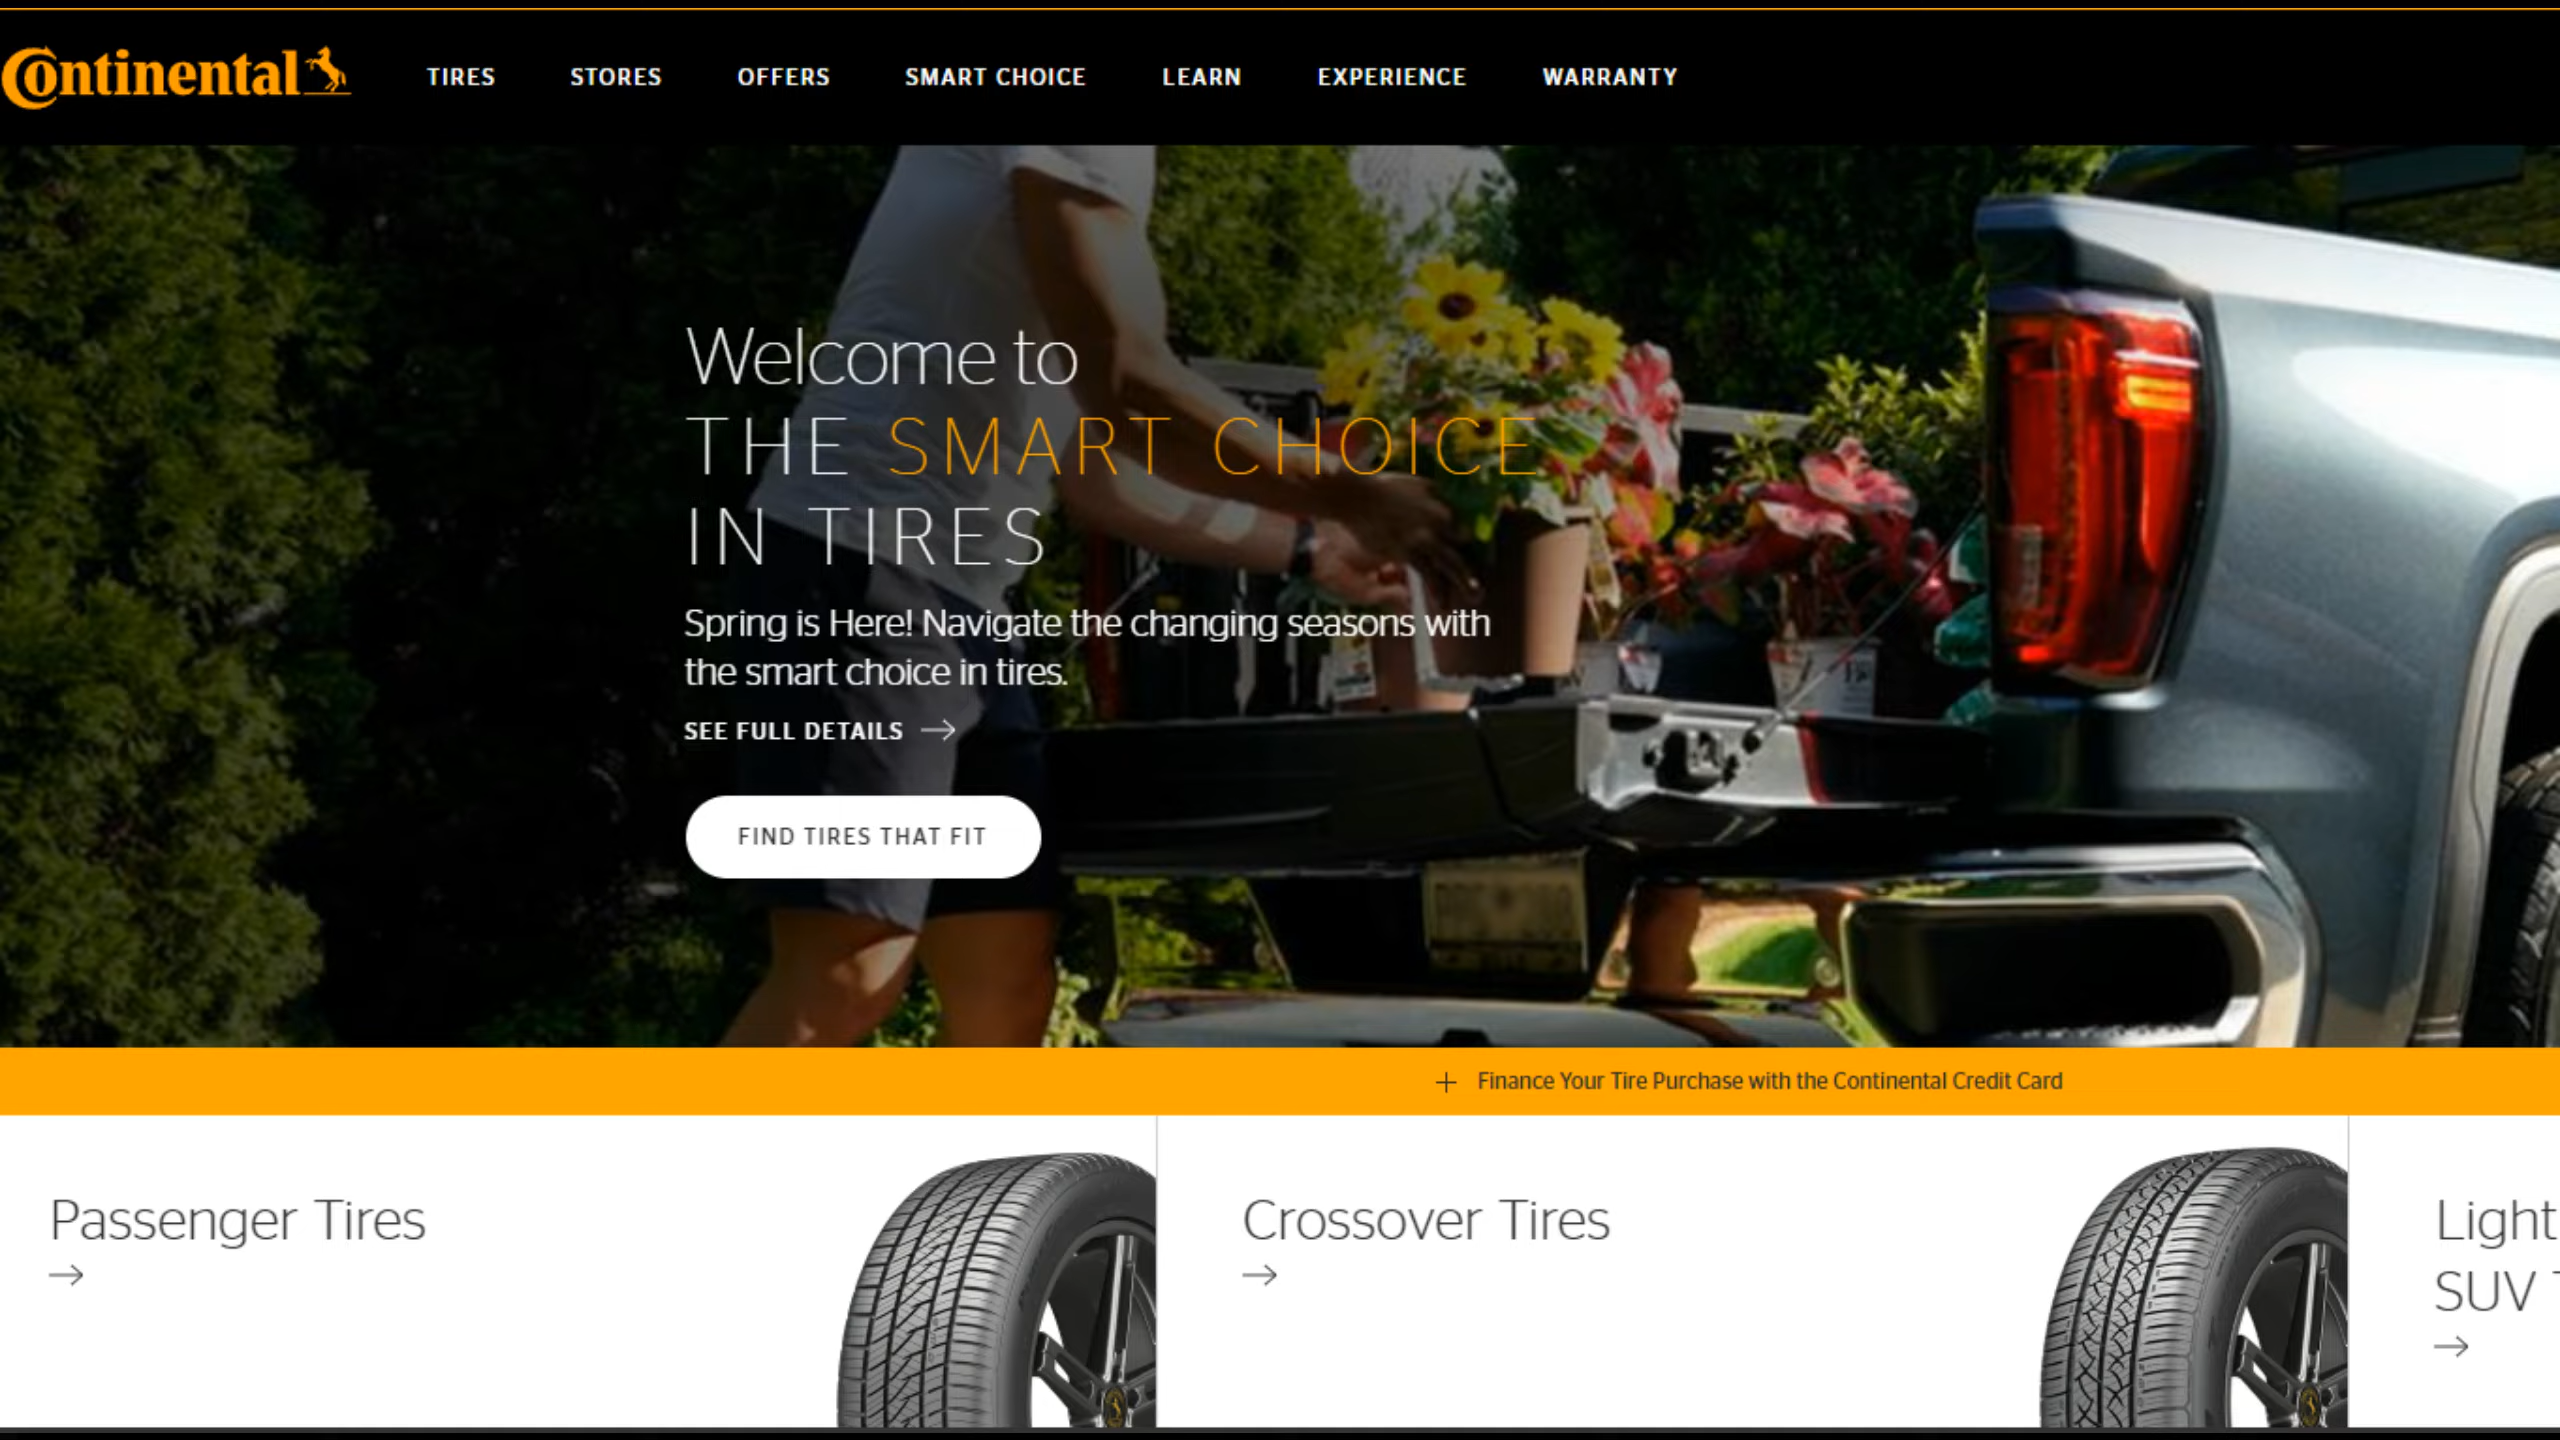 Continental
TIRES
STORES
OFFERS
SMART CHOICE
LEARN
EXPERIENCE
WARRANTY
Welcome to
THE SMART CHOICE
IN TIRES
Spring is Here! Navigate the changing seasons with
the smart choice in tires.
SEE FULL DETAILS
FIND TIRES THAT FIT
Finance Your Tire Purchase with the Continental Credit Card
Passenger Tires
Crossover Tires
Light
SUV